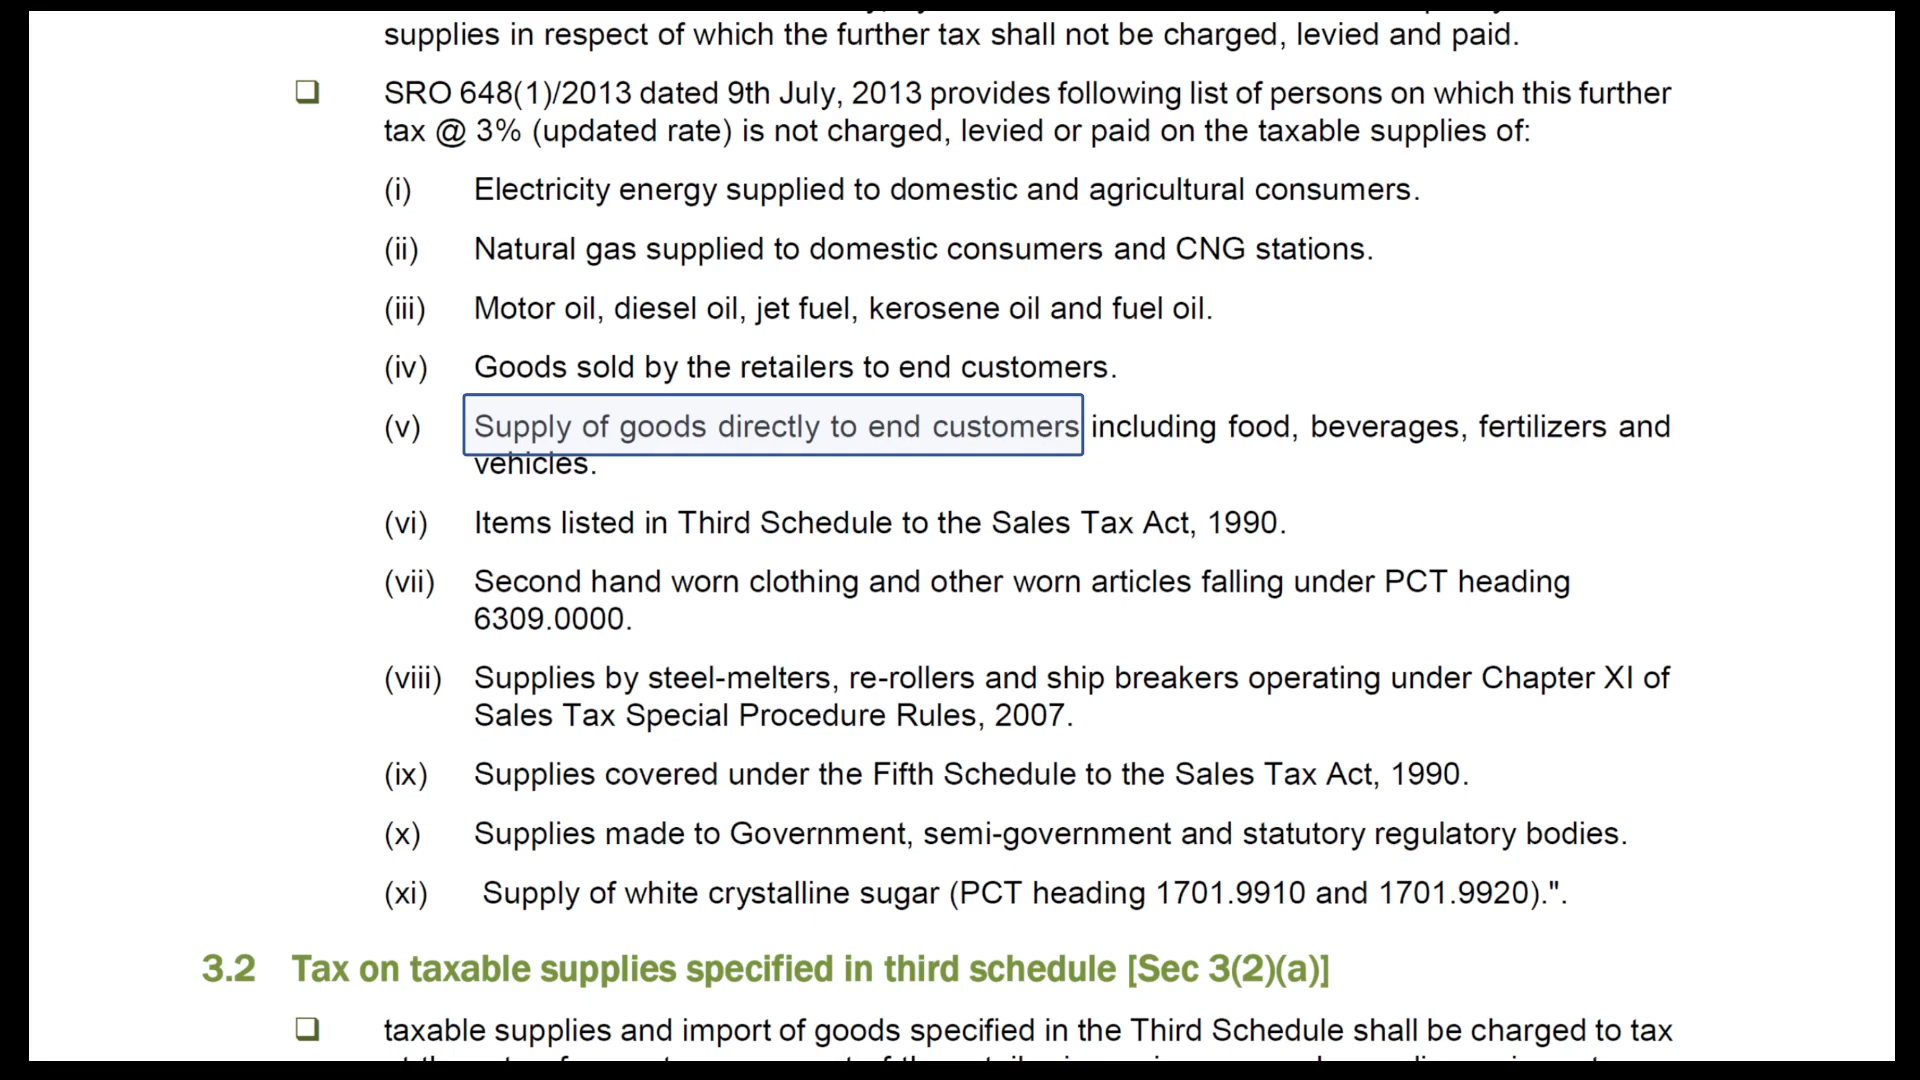 supplies in respect of which the further tax shall not be charged, levied and paid.
SRO 648(1)/2013 dated 9th July, 2013 provides following list of persons on which this further
tax @ 3% (updated rate) is not charged, levied or paid on the taxable supplies of:
(i) Electricity energy supplied to domestic and agricultural consumers.
(ii) Natural gas supplied to domestic consumers and CNG stations.
(iii) Motor oil, diesel oil, jet fuel, kerosene oil and fuel oil.
(iv) Goods sold by the retailers to end customers.
(v) Supply of goods directly to end customers including food, beverages, fertilizers and
vehicles.
(vi) Items listed in Third Schedule to the Sales Tax Act, 1990.
(vii) Second hand worn clothing and other worn articles falling under PCT heading
6309.0000.
(viii) Supplies by steel-melters, re-rollers and ship breakers operating under Chapter XI of
Sales Tax Special Procedure Rules, 2007.
(ix) Supplies covered under the Fifth Schedule to the Sales Tax Act, 1990.
(x) Supplies made to Government, semi-government and statutory regulatory bodies.
(xi) Supply of white crystalline sugar (PCT heading 1701.9910 and 1701.9920).".
3.2 Tax on taxable supplies specified in third schedule [Sec 3(2)(a)]
taxable supplies and import of goods specified in the Third Schedule shall be charged to tax